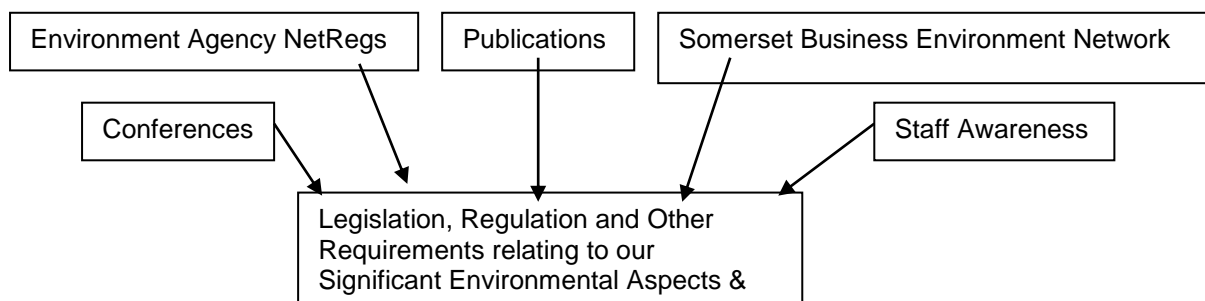 Environment Agency NetRegs
Publications
Somerset Business Environment Network
Conferences
Staff Awareness
Legislation, Regulation and Other
Requirements relating to our
Significant Environmental Aspects &